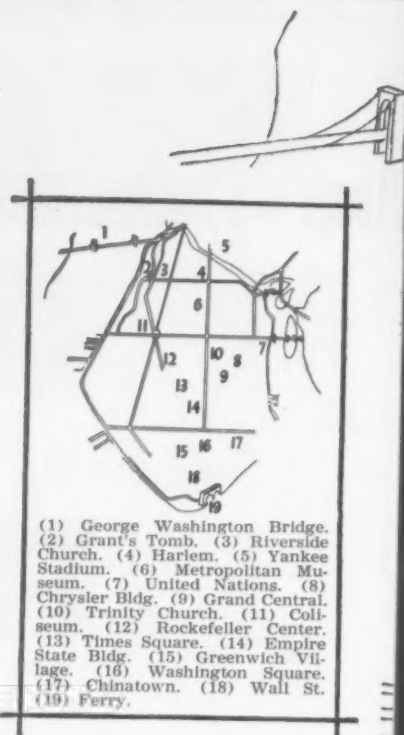 1
5
2 3 4
6
11
10 8 7
12 9
13
14
15 16 17
18
19
(1) George Washington Bridge.
(2) Grant's Tomb. (3) Riverside
Church. (4) Harlem. (5) Yankee
Stadium. (6) Metropolitan Mu-
seum. (7) United Nations. (8)
Chrysler Bldg. (9) Grand Central.
(10) Trinity Church. (11) Coli-
seum. (12) Rockefeller Center.
(13) Times Square. (14) Empire
State Bldg. (15) Greenwich Vil-
lage. (16) Washington Square.
(17) Chinatown. (18) Wall St.
(19) Ferry.